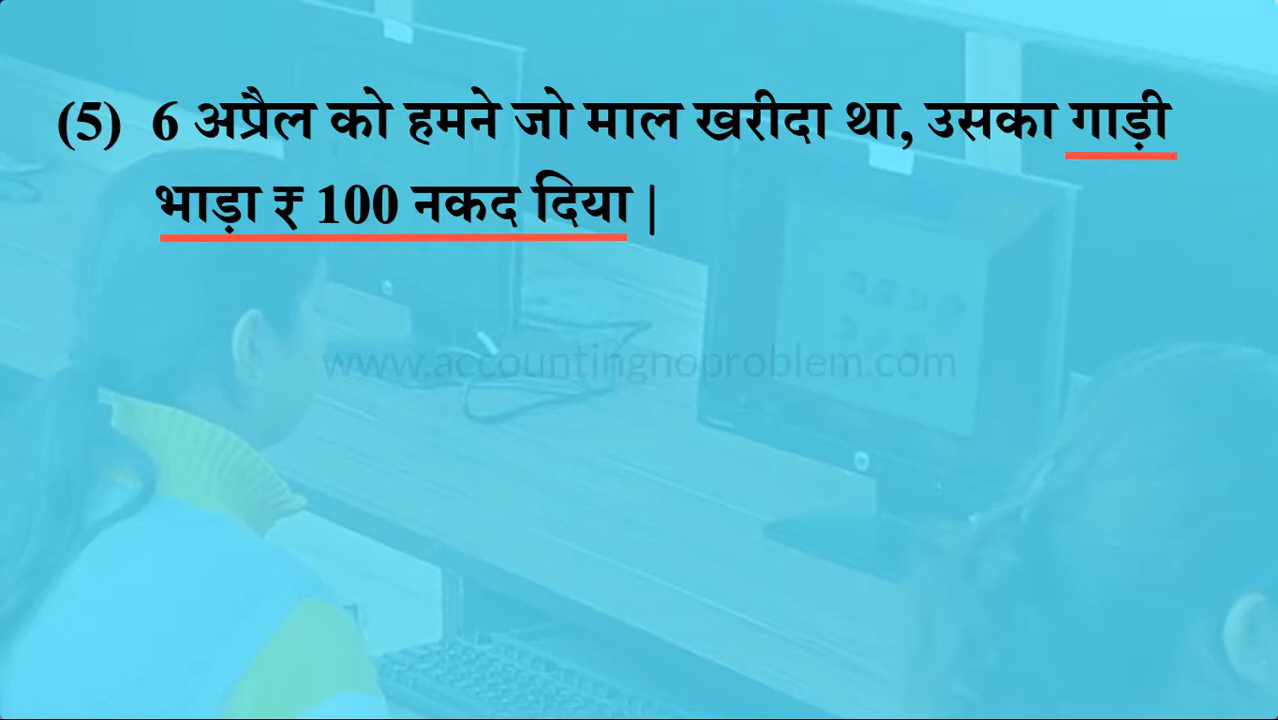 (5) 6 अप्रैल को हमने जो माल खरीदा था, उसका गाड़ी
भाड़ा ₹ 100 नकद दिया |
www.accountingnoproblem.com